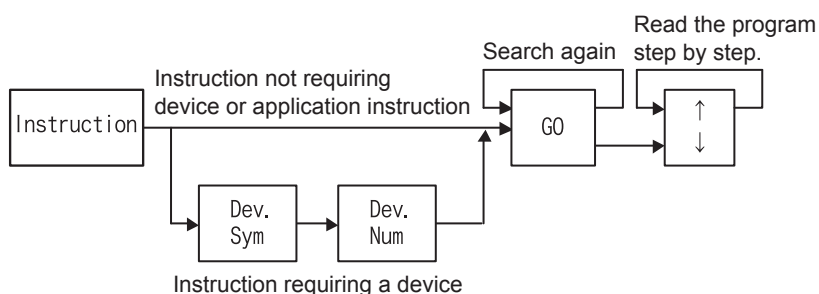 Read the program
step by step.
Search again
Instruction not requiring
device or application instruction
Instruction
GO
↑
↓
Dev.
Sym
Dev.
Num
Instruction requiring a device